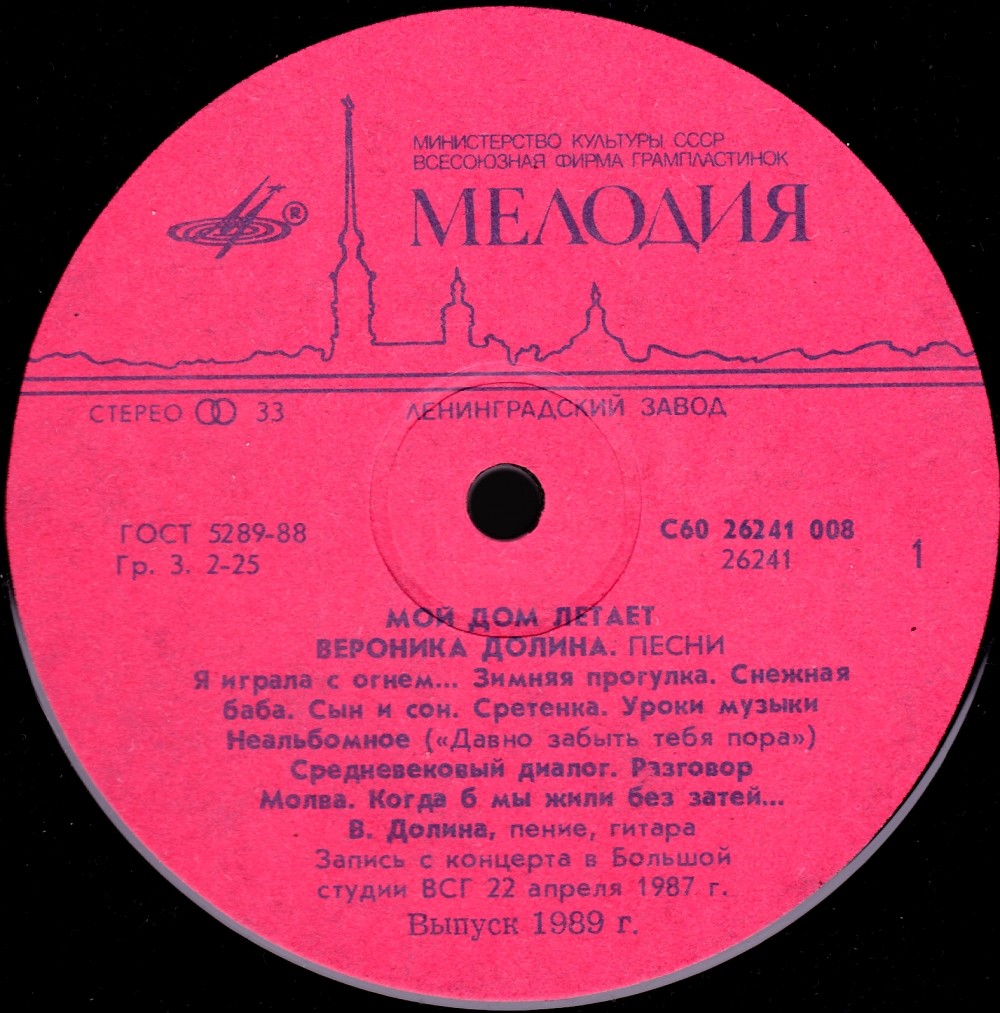 МИНИСТЕРСТВО КУЛЬТУРЫ СССР
ВСЕСОЮЗНАЯ ФИРМА ГРАМПЛАСТИНОК
МЕЛОДИЯ
®
СТЕРЕО 33
ЛЕНИНГРАДСКИЙ ЗАВОД
ГОСТ 5289-88
Гр. 3. 2-25
С60 26241 008
26241
1
МОЙ ДОМ ЛЕТАЕТ
ВЕРОНИКА ДОЛИНА. ПЕСНИ
Я играла с огнем... Зимняя прогулка. Снежная
баба. Сын и сон. Сретенка. Уроки музыки
Неальбомное («Давно забыть тебя пора»)
Средневековый диалог. Разговор
Молва. Когда б мы жили без затей...
В. Долина, пение, гитара
Запись с концерта в Большой
студии ВСГ 22 апреля 1987 г.
Выпуск 1989 г.